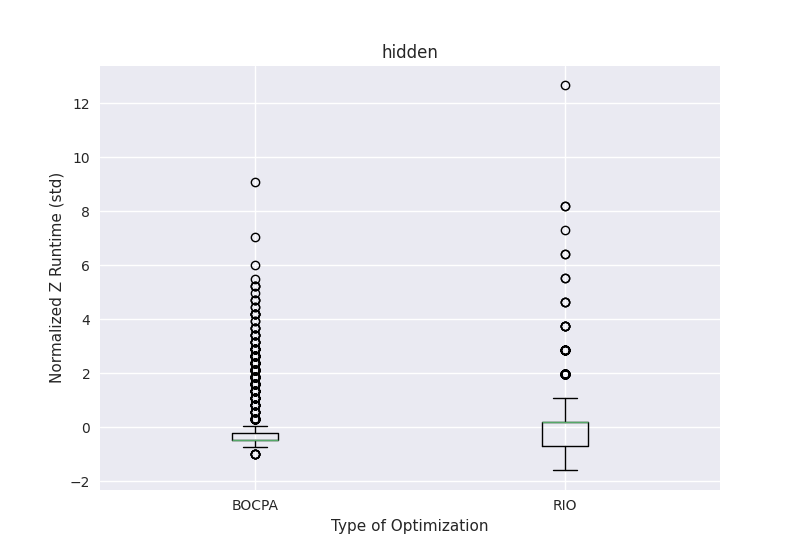 hidden
12
10
8
6
4
2
0
−2
Normalized Z Runtime (std)
BOCPA RIO
Type of Optimization